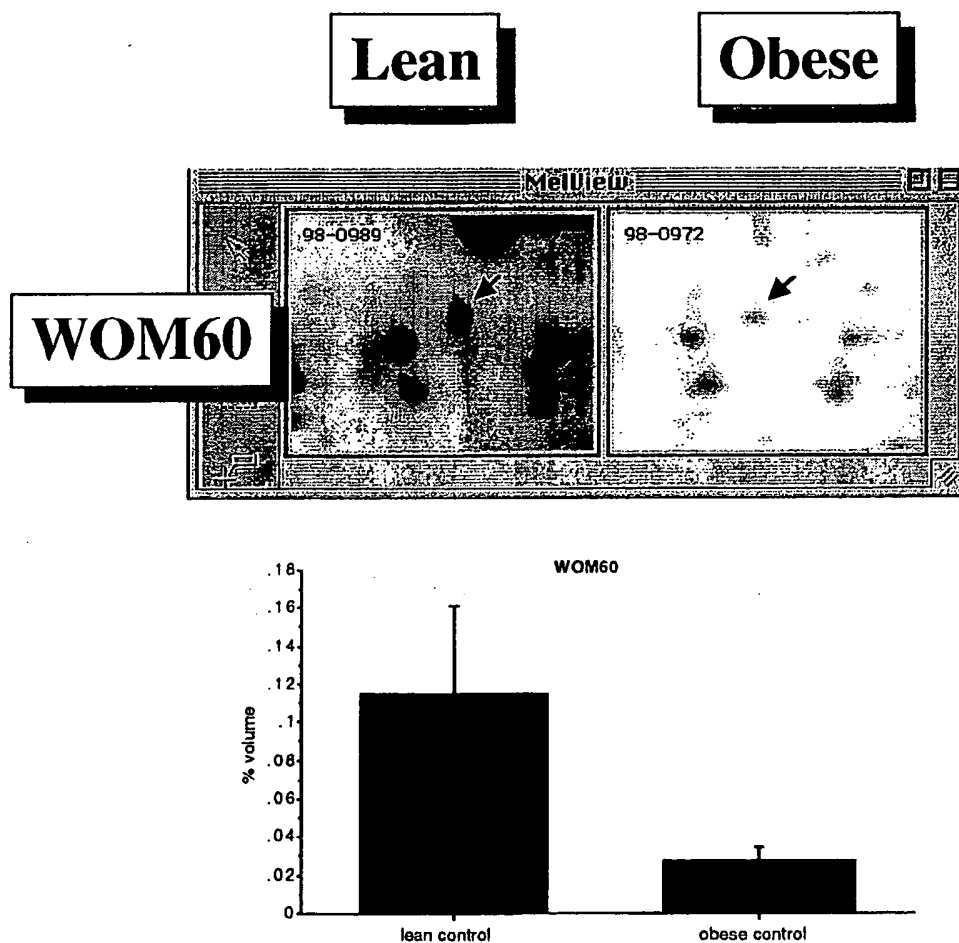 Lean
Obese
MelView
98-0989
98-0972
WOM60
WOM60
.18
.16
.14
.12
.1
.08
.06
.04
.02
0
% volume
lean control
obese control